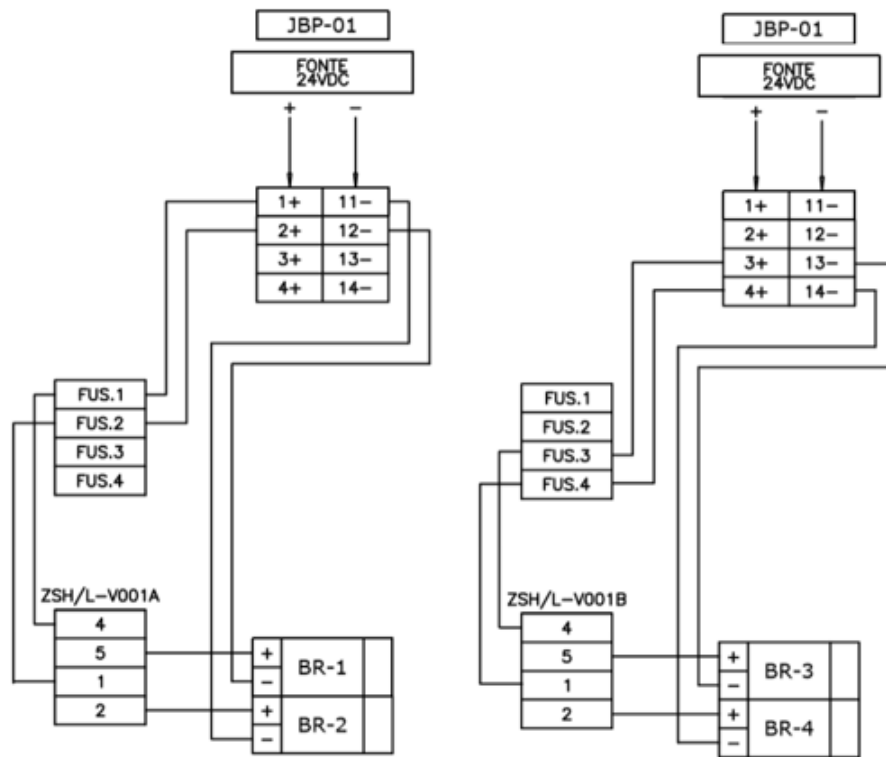 JBP-01
FONTE
24VDC
+ −
1+ 11−
2+ 12−
3+ 13−
4+ 14−
FUS.1
FUS.2
FUS.3
FUS.4
ZSH/L-V001A
4
5
1
2
+ BR-1
−
+ BR-2
−
JBP-01
FONTE
24VDC
+ −
1+ 11−
2+ 12−
3+ 13−
4+ 14−
FUS.1
FUS.2
FUS.3
FUS.4
ZSH/L-V001B
4
5
1
2
+ BR-3
−
+ BR-4
−